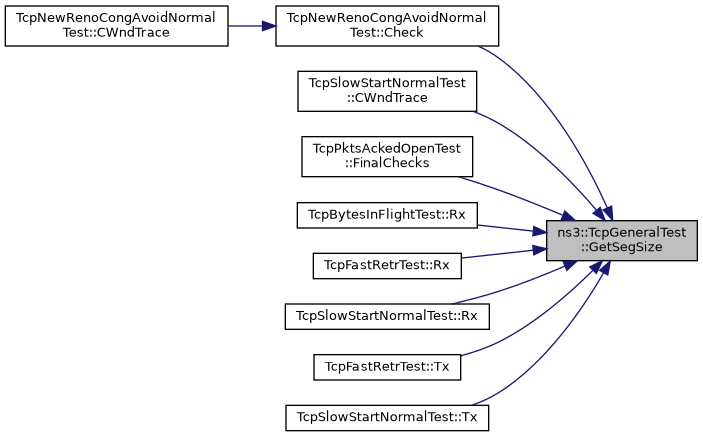 TcpNewRenoCongAvoidNormal
Test::CWndTrace
TcpNewRenoCongAvoidNormal
Test::Check
TcpSlowStartNormalTest
::CWndTrace
TcpPktsAckedOpenTest
::FinalChecks
TcpBytesInFlightTest::Rx
ns3::TcpGeneralTest
::GetSegSize
TcpFastRetrTest::Rx
TcpSlowStartNormalTest::Rx
TcpFastRetrTest::Tx
TcpSlowStartNormalTest::Tx